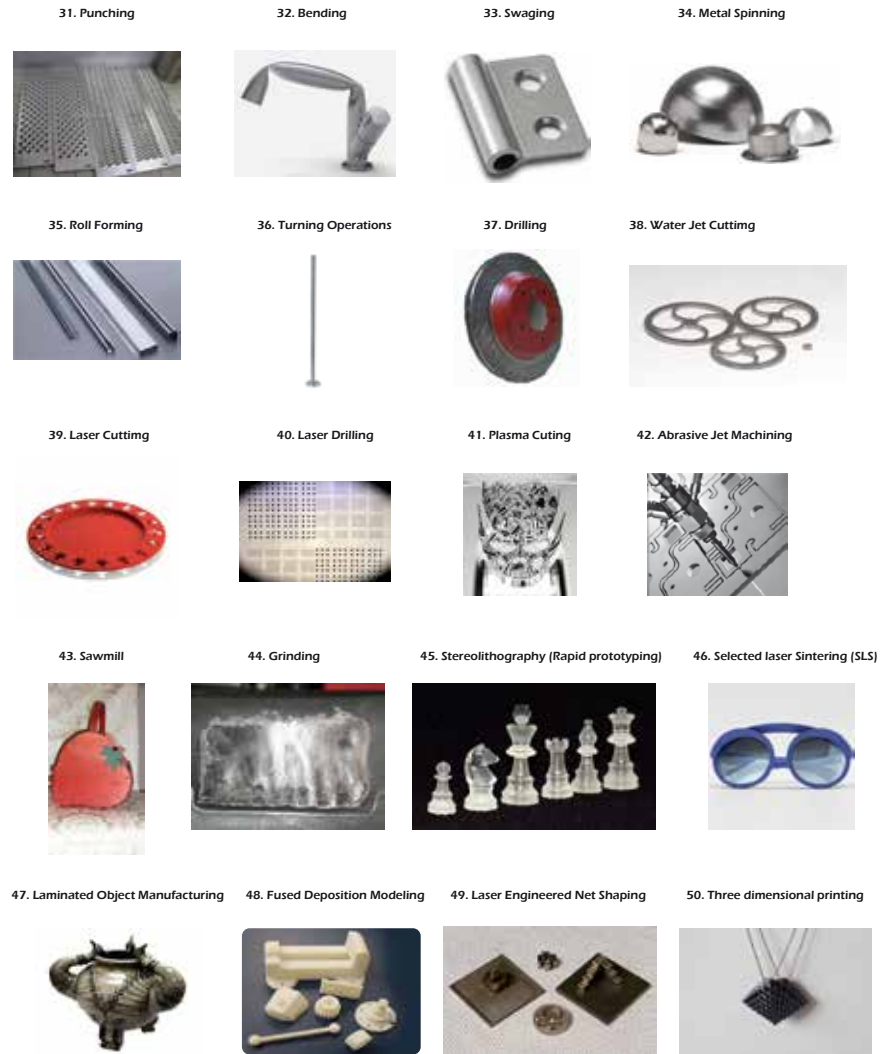 31. Punching
32. Bending
33. Swaging
34. Metal Spinning
35. Roll Forming
36. Turning Operations
37. Drilling
38. Water Jet Cuttimg
39. Laser Cuttimg
40. Laser Drilling
41. Plasma Cuting
42. Abrasive Jet Machining
43. Sawmill
44. Grinding
45. Stereolithography (Rapid prototyping)
46. Selected laser Sintering (SLS)
47. Laminated Object Manufacturing
48. Fused Deposition Modeling
49. Laser Engineered Net Shaping
50. Three dimensional printing